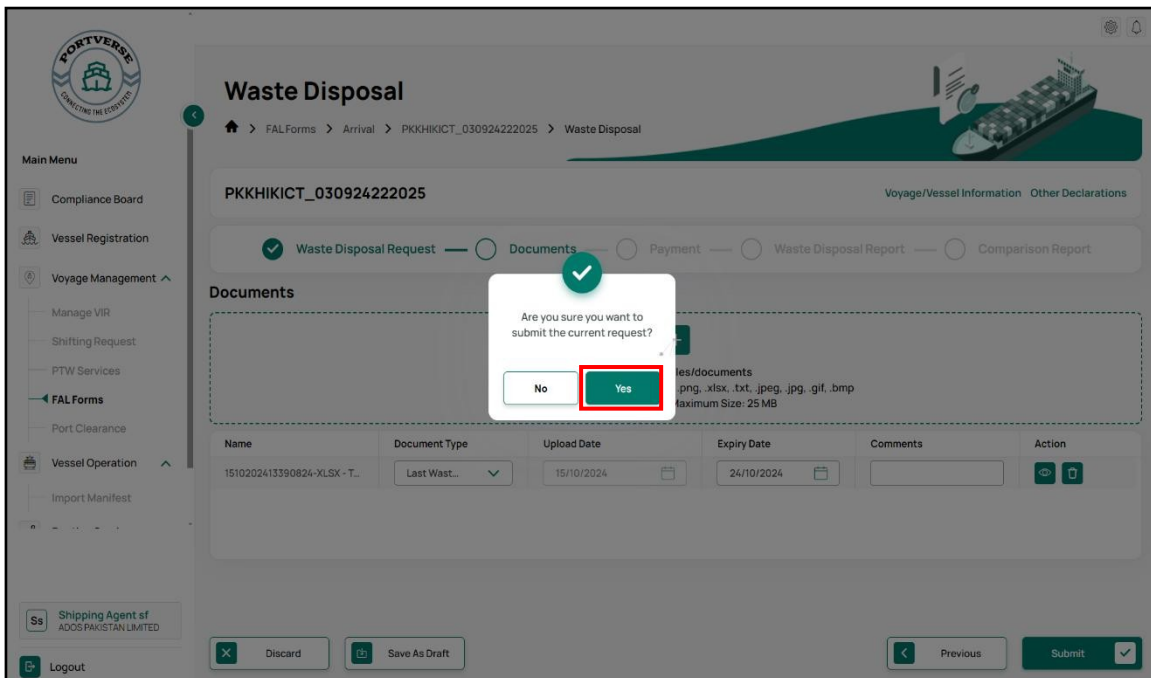 PORTVERSE
CONNECTING THE ECOSYSTEM
Waste Disposal
FAL Forms > Arrival > PKKHIKICT_030924222025 > Waste Disposal
Main Menu
Compliance Board
Vessel Registration
Voyage Management
Manage VIR
Shifting Request
PTW Services
FAL Forms
Port Clearance
Vessel Operation
Import Manifest
Ss
Shipping Agent sf
ADOS PAKISTAN LIMITED
Logout
PKKHIKICT_030924222025
Voyage/Vessel Information Other Declarations
Waste Disposal Request Documents Payment Waste Disposal Report Comparison Report
Documents
Are you sure you want to
submit the current request?
No Yes
.png, .xlsx, .txt, .jpeg, .jpg, .gif, .bmp
Size: 25 MB
Name Document Type Upload Date Expiry Date Comments Action
1510202413390824-XLSX - T... Last Wast... 15/10/2024 24/10/2024
Discard Save As Draft Previous Submit